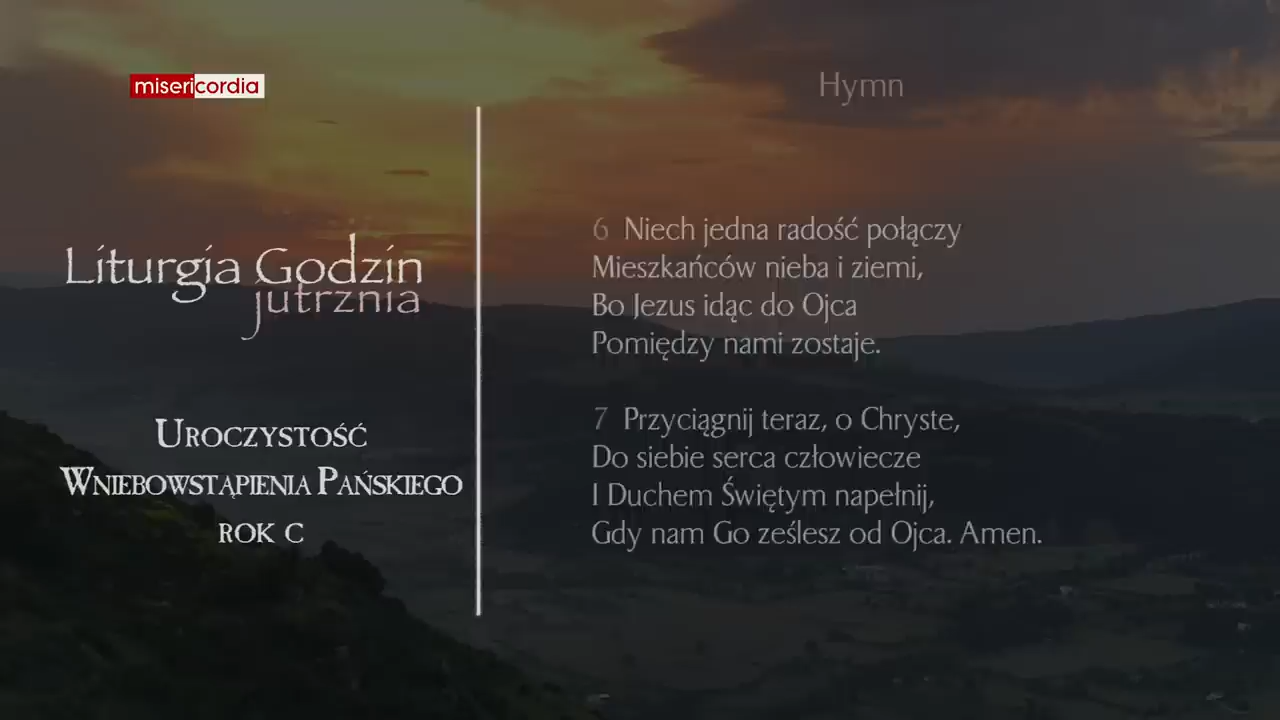 misericordia
Liturgia Godzin
jutrznia
Uroczystość
Wniebowstąpienia Pańskiego
rok C
Hymn
6 Niech jedna radość połączy
Mieszkańców nieba i ziemi,
Bo Jezus idąc do Ojca
Pomiędzy nami zostaje.
7 Przyciągnij teraz, o Chryste,
Do siebie serca człowiecze
I Duchem Świętym napełnij,
Gdy nam Go ześlesz od Ojca. Amen.